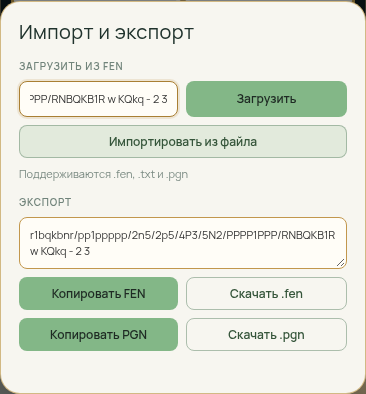 Импорт и экспорт
ЗАГРУЗИТЬ ИЗ FEN
PPP/RNBQKB1R w KQkq - 2 3
Загрузить
Импортировать из файла
Поддерживаются .fen, .txt и .pgn
ЭКСПОРТ
r1bqkbnr/pp1ppppp/2n5/2p5/4P3/5N2/PPPP1PPP/RNBQKB1R
w KQkq - 2 3
Копировать FEN
Скачать .fen
Копировать PGN
Скачать .pgn